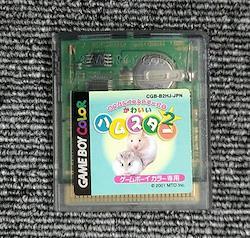 CGB-B2HJ-JPN
かわいい
ハムスター2
GAME BOY COLOR
ゲームボーイカラー専用
© 2001 MTO Inc.